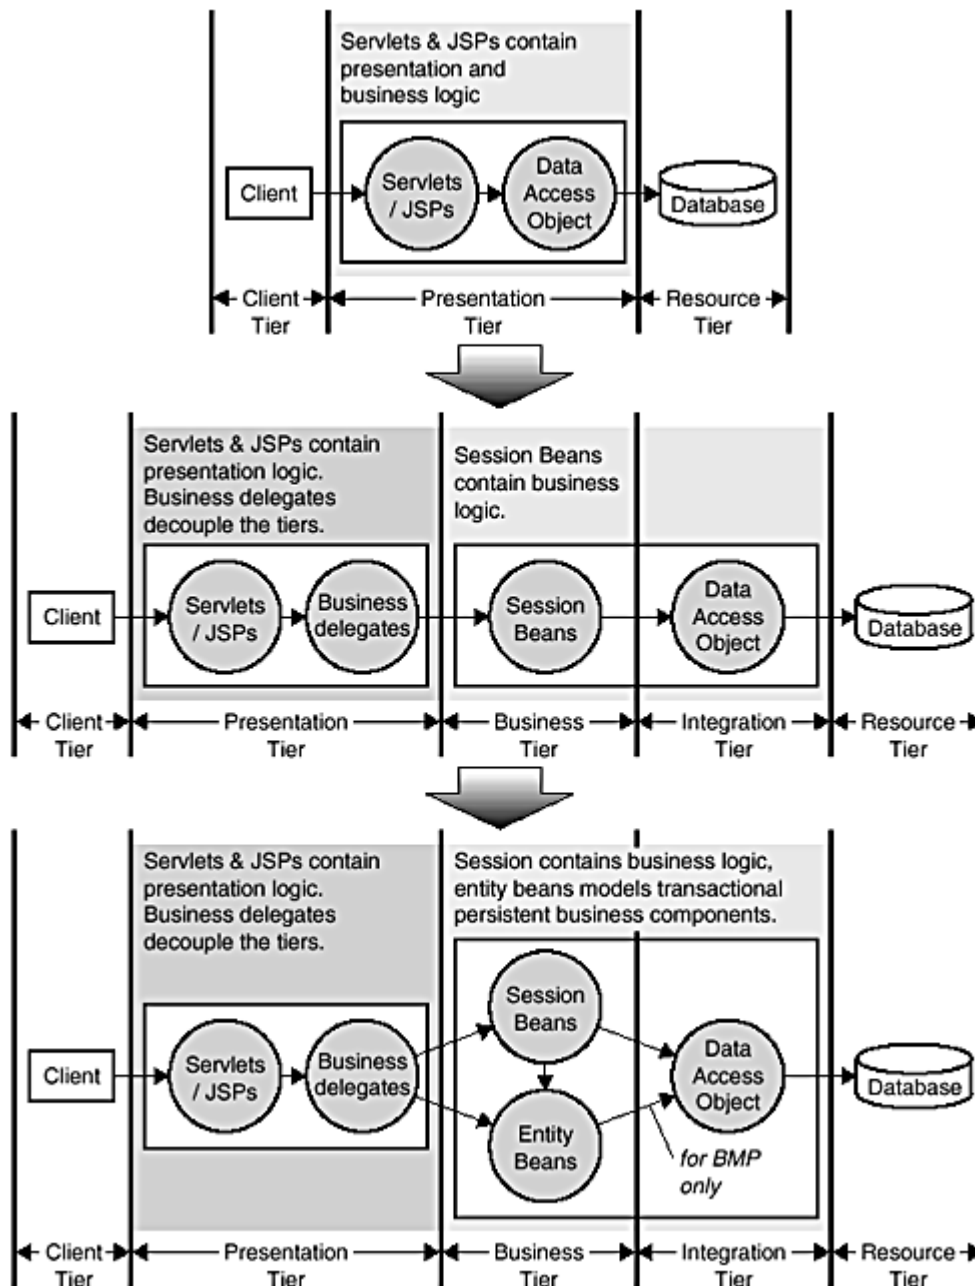 Servlets & JSPs contain
presentation and
business logic
Client
Servlets
/ JSPs
Data
Access
Object
Database
Client
Tier
Presentation
Tier
Resource
Tier
Servlets & JSPs contain
presentation logic.
Business delegates
decouple the tiers.
Session Beans
contain business
logic.
Client
Servlets
/ JSPs
Business
delegates
Session
Beans
Data
Access
Object
Database
Client
Tier
Presentation
Tier
Business
Tier
Integration
Tier
Resource
Tier
Servlets & JSPs contain
presentation logic.
Business delegates
decouple the tiers.
Session contains business logic,
entity beans models transactional
persistent business components.
Client
Servlets
/ JSPs
Business
delegates
Session
Beans
Entity
Beans
Data
Access
Object
for BMP
only
Database
Client
Tier
Presentation
Tier
Business
Tier
Integration
Tier
Resource
Tier